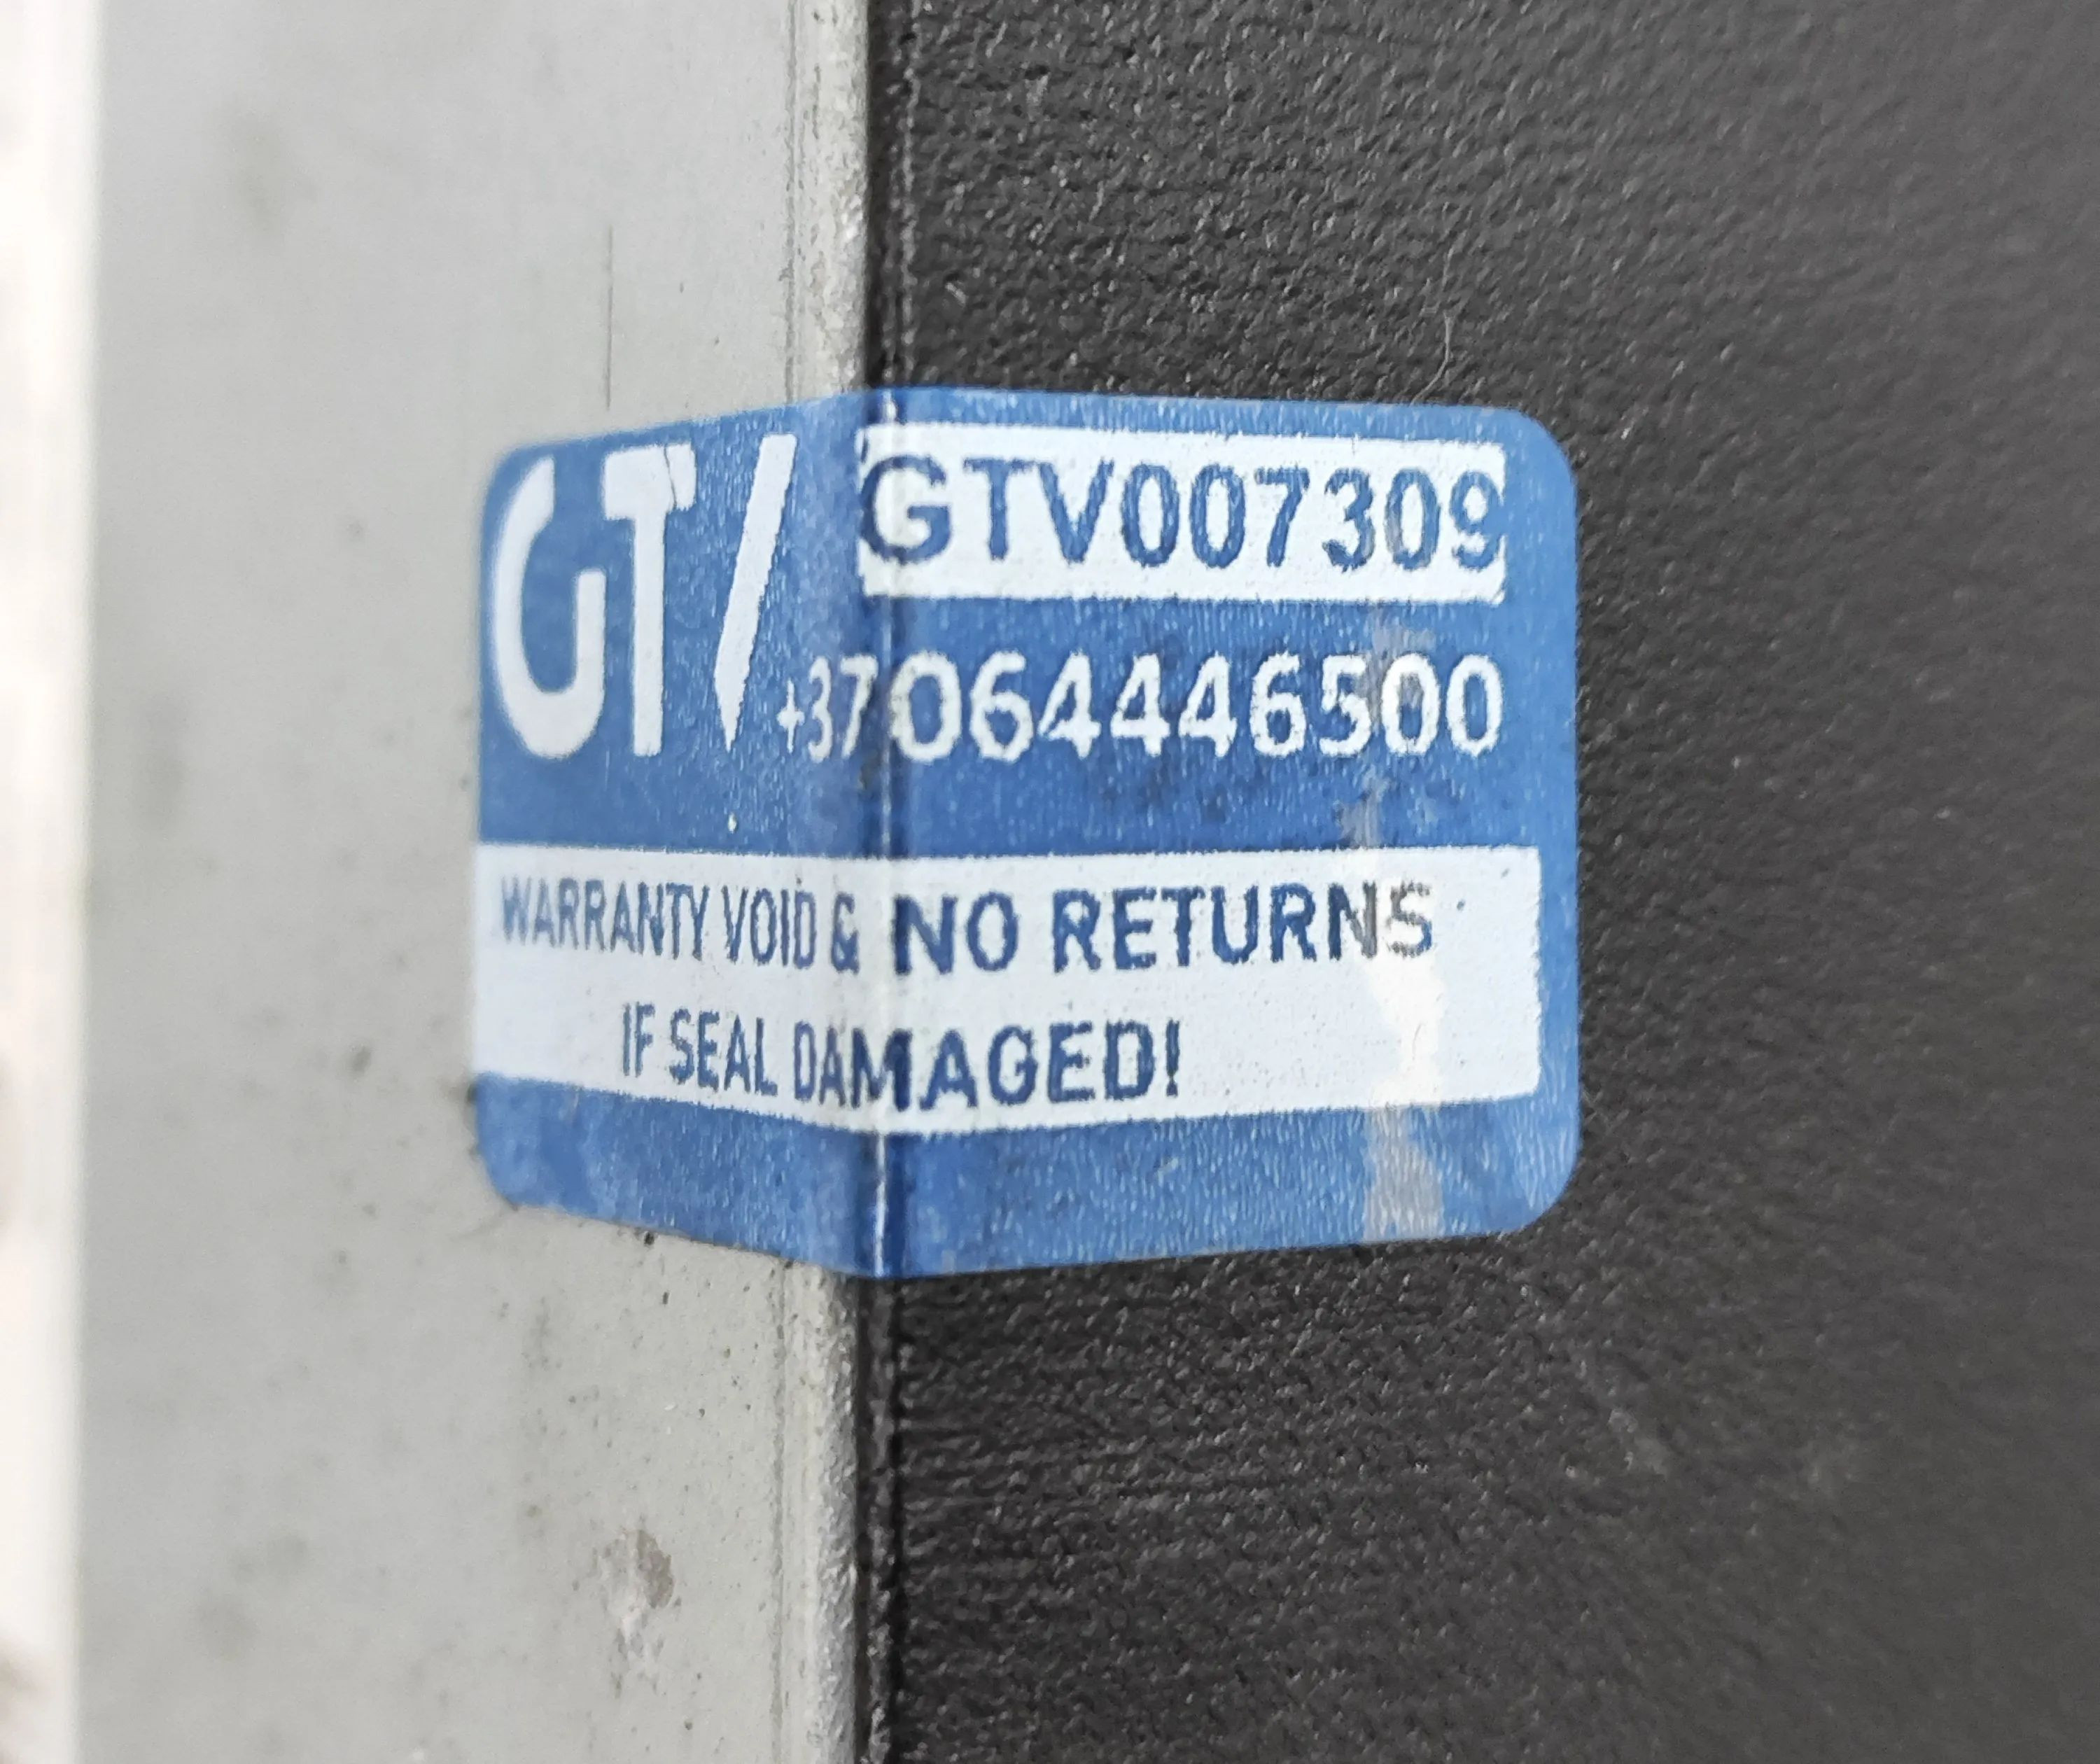 GTV GTV007309
+37064446500
WARRANTY VOID & NO RETURNS
IF SEAL DAMAGED!